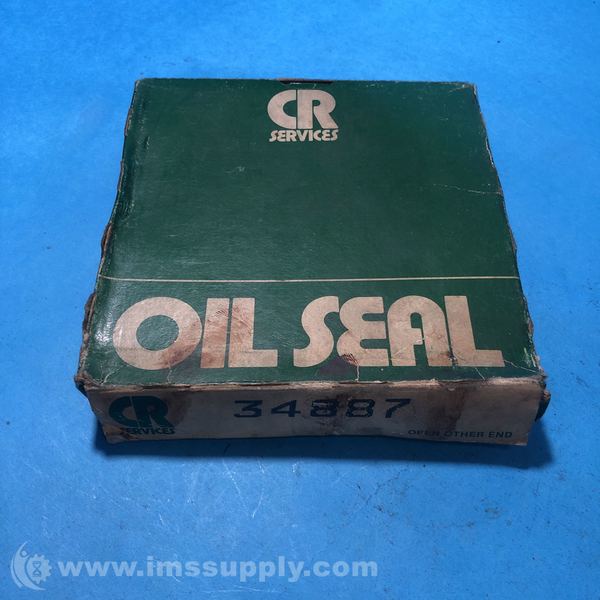 CR
SERVICES
OIL SEAL
CR
SERVICES
34887
OPEN OTHER END
www.imssupply.com